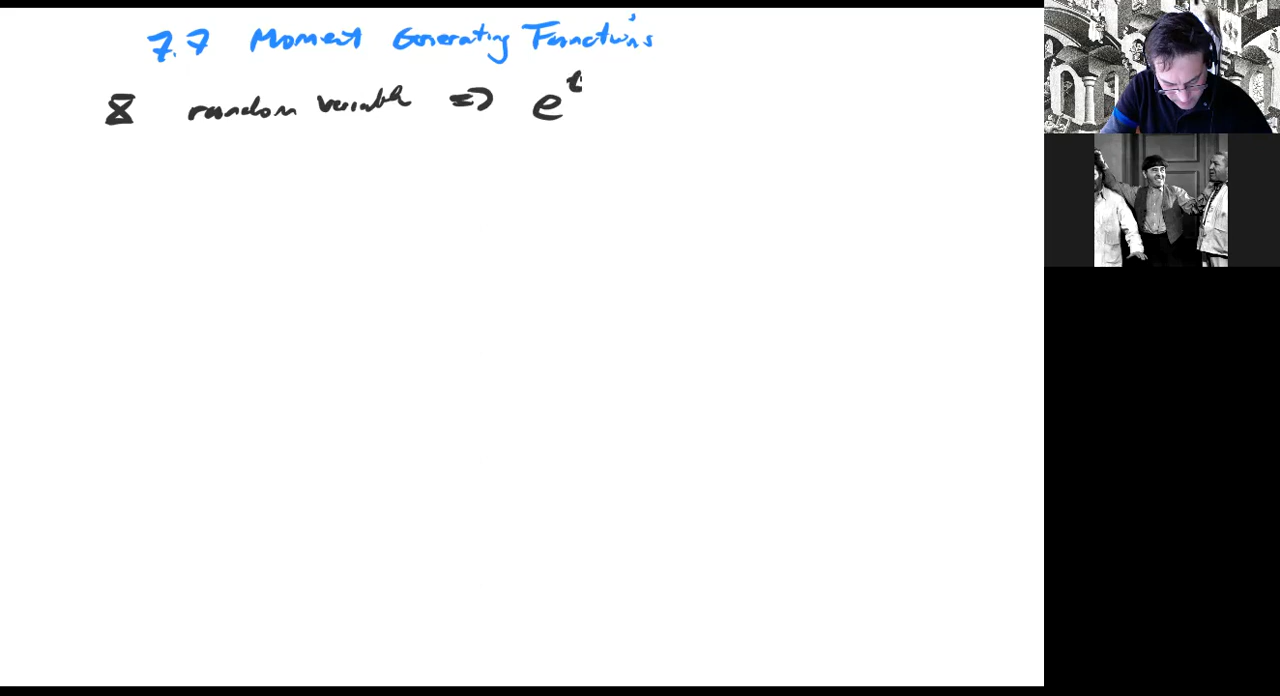 7.7 Moment Generating Functions
X random variable => e^t